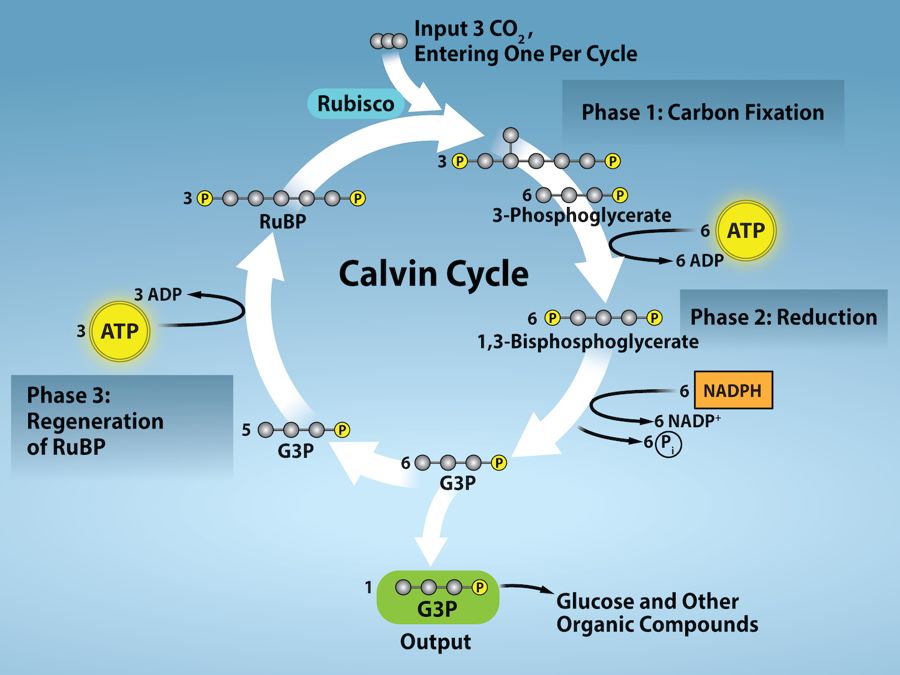 Input 3 CO₂,
Entering One Per Cycle
Rubisco
Phase 1: Carbon Fixation
3 P P
6 P
3-Phosphoglycerate
6 ATP
6 ADP
3 P P
RuBP
Calvin Cycle
3 ADP
3 ATP
6 P P
1,3-Bisphosphoglycerate
Phase 2: Reduction
6 NADPH
6 NADP⁺
6 Pᵢ
Phase 3:
Regeneration
of RuBP
5 P
G3P
6 P
G3P
1 P
G3P
Output
Glucose and Other
Organic Compounds